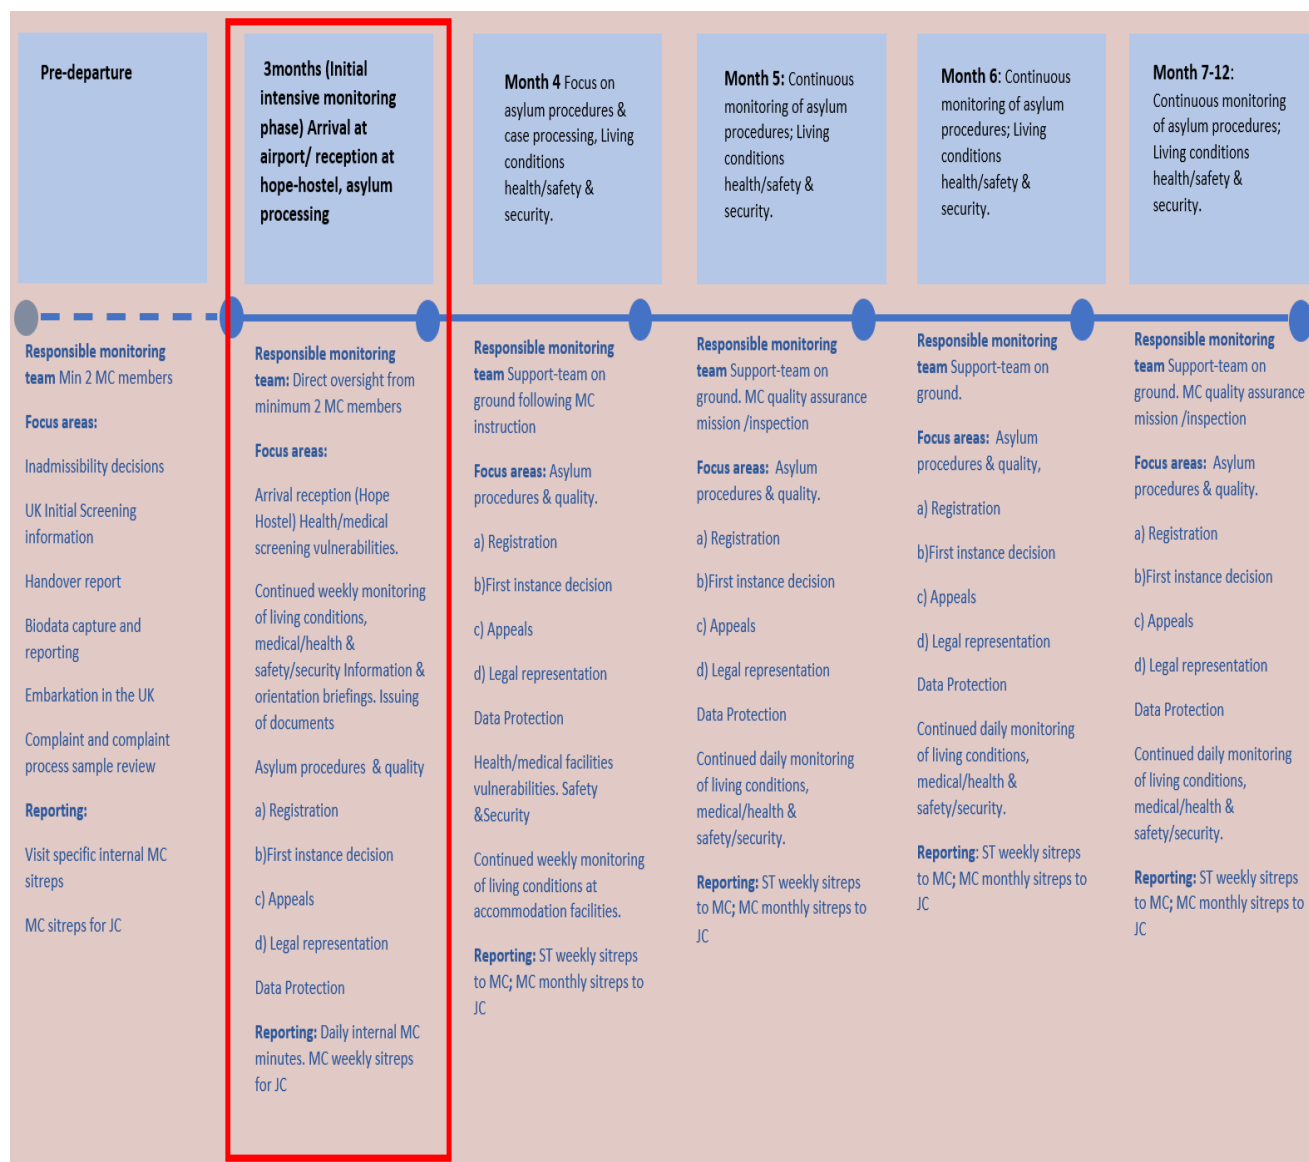 Pre-departure
3months (Initial
intensive monitoring
phase) Arrival at
airport/ reception at
hope-hostel, asylum
processing
Month 4 Focus on
asylum procedures &
case processing, Living
conditions
health/safety &
security.
Month 5: Continuous
monitoring of asylum
procedures; Living
conditions
health/safety &
security.
Month 6: Continuous
monitoring of asylum
procedures; Living
conditions
health/safety &
security.
Month 7-12:
Continuous monitoring
of asylum procedures;
Living conditions
health/safety &
security.
Responsible monitoring
team Min 2 MC members
Focus areas:
Inadmissibility decisions
UK Initial Screening
information
Handover report
Biodata capture and
reporting
Embarkation in the UK
Complaint and complaint
process sample review
Reporting:
Visit specific internal MC
sitreps
MC sitreps for JC
Responsible monitoring
team: Direct oversight from
minimum 2 MC members
Focus areas:
Arrival reception (Hope
Hostel) Health/medical
screening vulnerabilities.
Continued weekly monitoring
of living conditions,
medical/health &
safety/security Information &
orientation briefings. Issuing
of documents
Asylum procedures & quality
a) Registration
b)First instance decision
c) Appeals
d) Legal representation
Data Protection
Reporting: Daily internal MC
minutes. MC weekly sitreps
for JC
Responsible monitoring
team Support-team on
ground following MC
instruction
Focus areas: Asylum
procedures & quality.
a) Registration
b)First instance decision
c) Appeals
d) Legal representation
Data Protection
Health/medical facilities
vulnerabilities. Safety
&Security
Continued weekly monitoring
of living conditions at
accommodation facilities.
Reporting: ST weekly sitreps
to MC; MC monthly sitreps to
JC
Responsible monitoring
team Support-team on
ground. MC quality assurance
mission /inspection
Focus areas: Asylum
procedures & quality.
a) Registration
b)First instance decision
c) Appeals
d) Legal representation
Data Protection
Continued daily monitoring
of living conditions,
medical/health &
safety/security.
Reporting: ST weekly sitreps
to MC; MC monthly sitreps to
JC
Responsible monitoring
team Support-team on
ground.
Focus areas: Asylum
procedures & quality,
a) Registration
b)First instance decision
c) Appeals
d) Legal representation
Data Protection
Continued daily monitoring
of living conditions,
medical/health &
safety/security.
Reporting: ST weekly sitreps
to MC; MC monthly sitreps to
JC
Responsible monitoring
team Support-team on
ground. MC quality assurance
mission /inspection
Focus areas: Asylum
procedures & quality.
a) Registration
b)First instance decision
c) Appeals
d) Legal representation
Data Protection
Continued daily monitoring
of living conditions,
medical/health &
safety/security.
Reporting: ST weekly sitreps
to MC; MC monthly sitreps to
JC